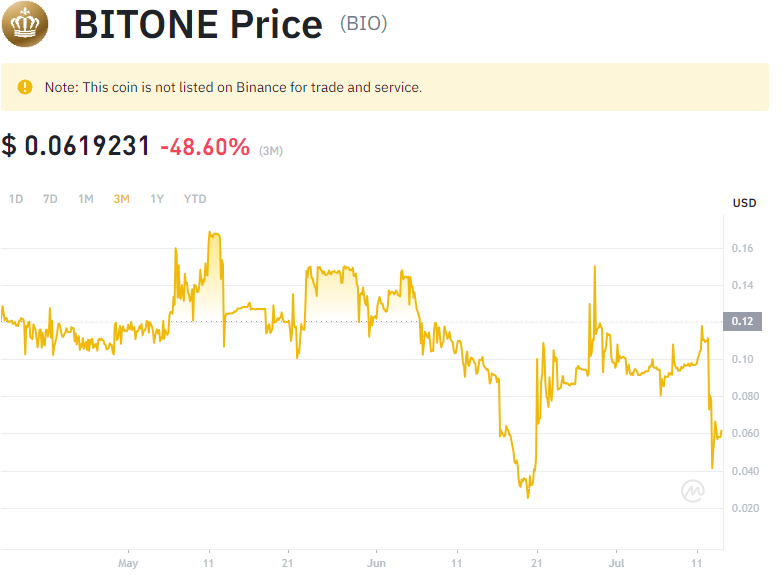 BITONE Price (BIO)
Note: This coin is not listed on Binance for trade and service.
$ 0.0619231 -48.60% (3M)
1D 7D 1M 3M 1Y YTD
USD
0.16
0.14
0.12
0.10
0.080
0.060
0.040
0.020
May 11 21 Jun 11 21 Jul 11